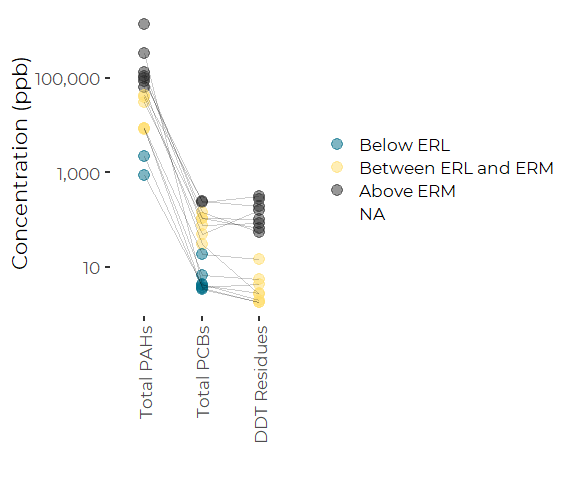 Concentration (ppb)
100,000
1,000
10
Total PAHs
Total PCBs
DDT Residues
Below ERL
Between ERL and ERM
Above ERM
NA